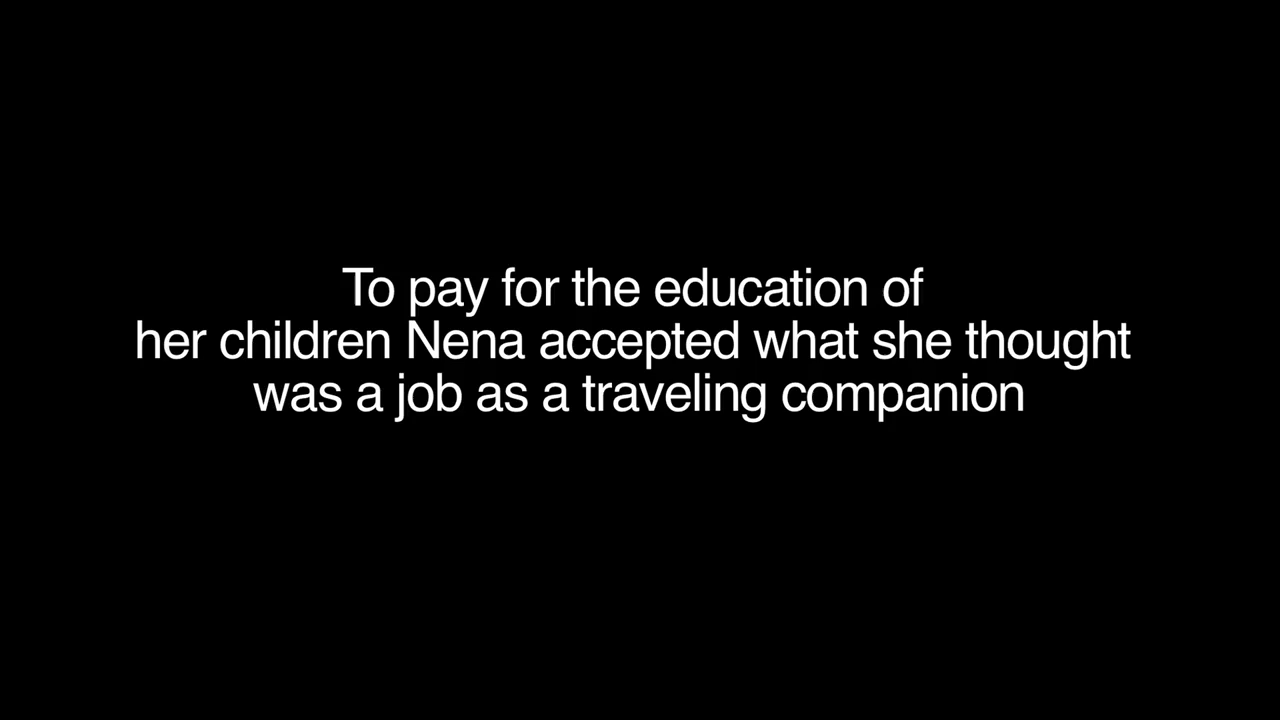 To pay for the education of
her children Nena accepted what she thought
was a job as a traveling companion